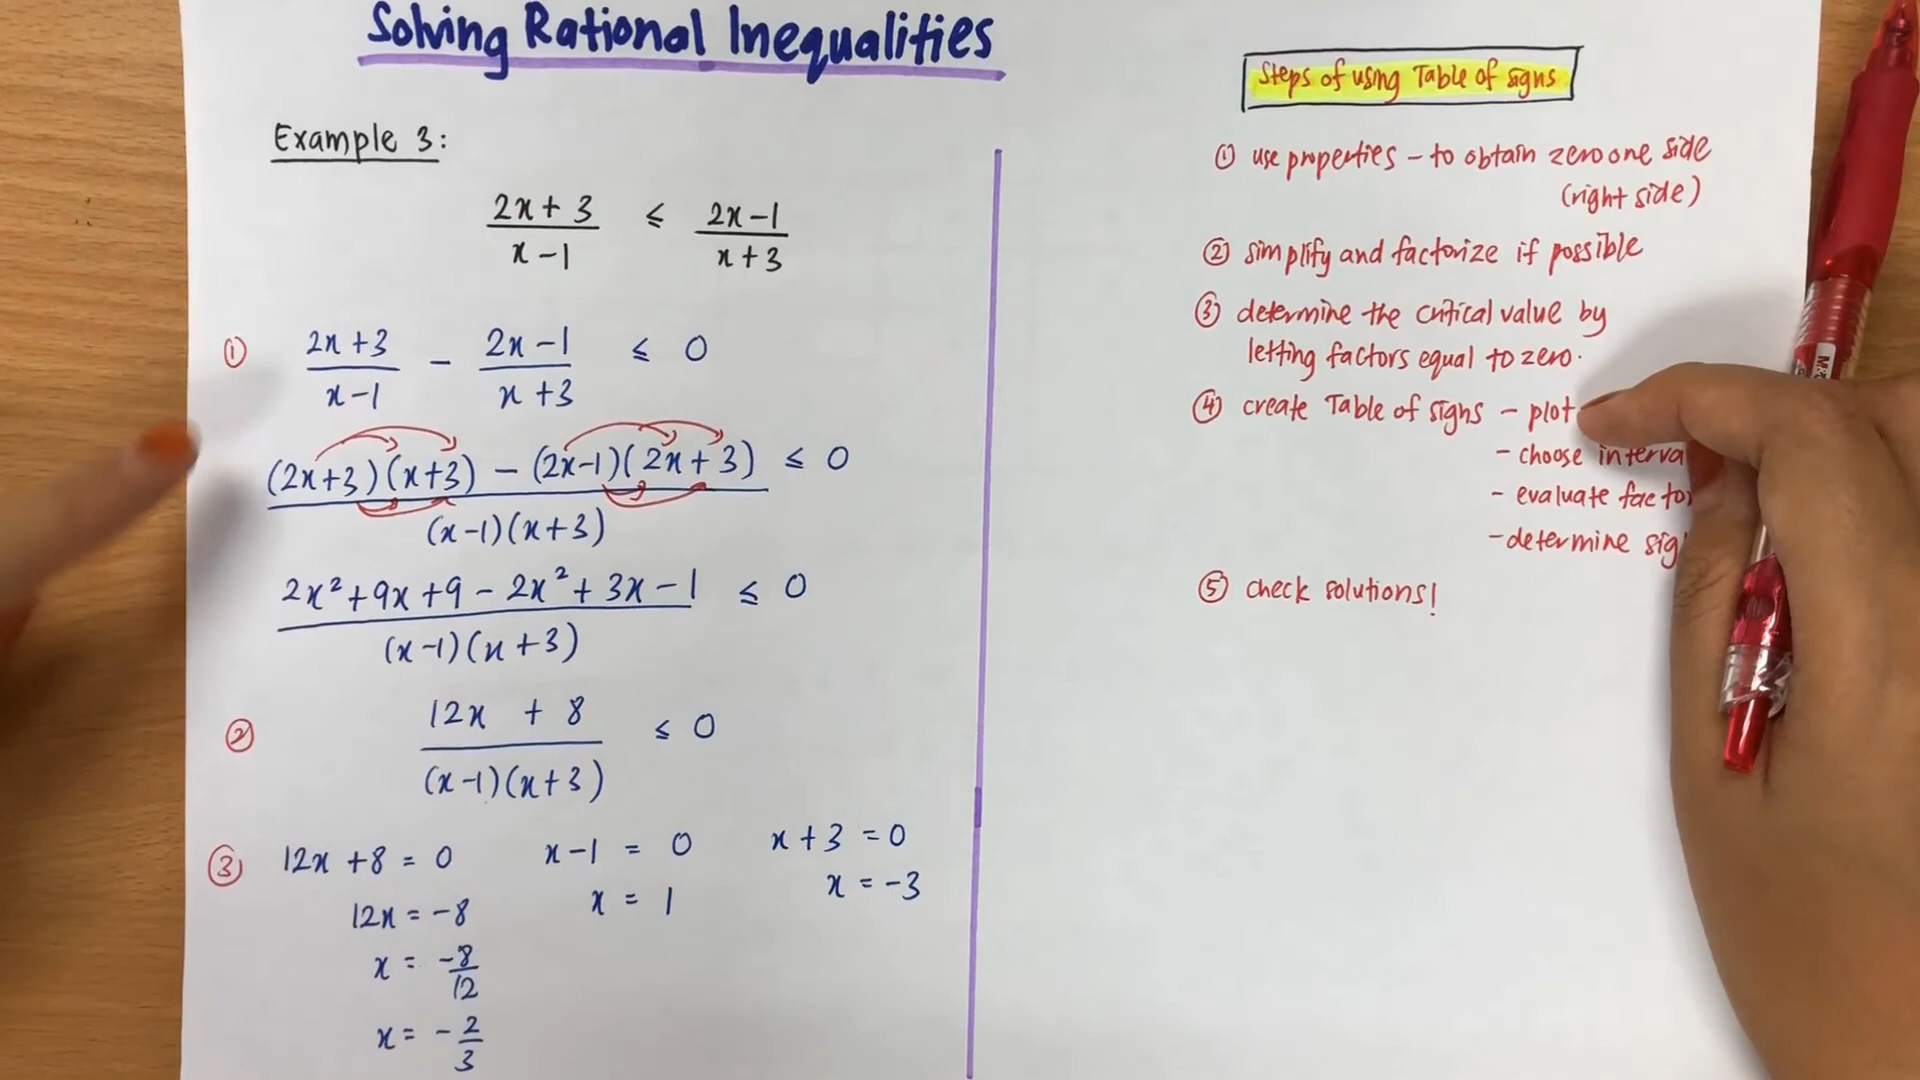 Solving Rational Inequalities
Example 3:
2x + 3 / x - 1 ≤ 2x - 1 / x + 3
① 2x + 3 / x - 1 - 2x - 1 / x + 3 ≤ 0
(2x+3)(x+3) - (2x-1)(2x+3) / (x-1)(x+3) ≤ 0
2x² + 9x + 9 - 2x² + 3x - 1 / (x-1)(x+3) ≤ 0
② 12x + 8 / (x-1)(x+3) ≤ 0
③ 12x + 8 = 0 x - 1 = 0 x + 3 = 0
12x = -8 x = 1 x = -3
x = -8/12
x = -2/3
Steps of using Table of signs
① use properties - to obtain zero one side
(right side)
② simplify and factorize if possible
③ determine the critical value by
letting factors equal to zero.
④ create Table of signs - plot
- choose interva
- evaluate facto
- determine sig
⑤ check solutions!